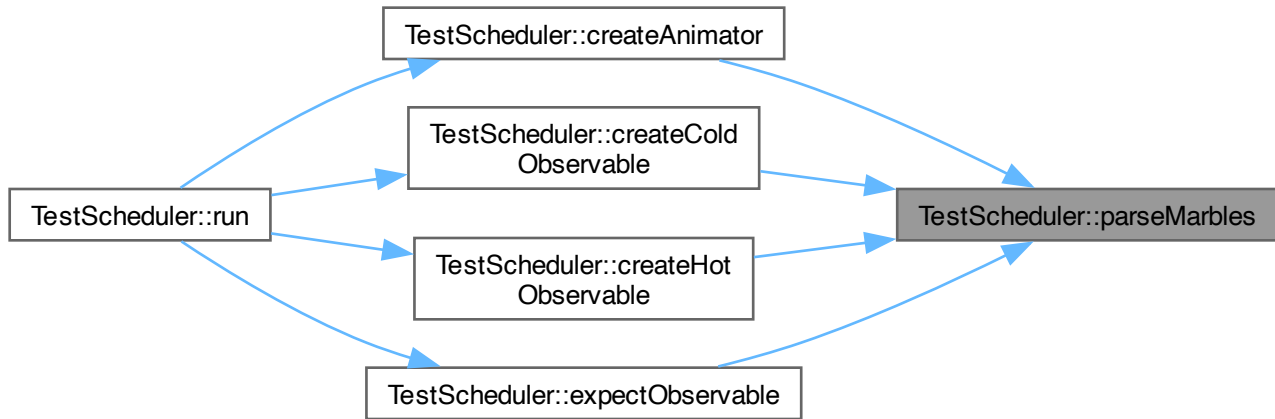 TestScheduler::createAnimator
TestScheduler::createCold
Observable
TestScheduler::run
TestScheduler::parseMarbles
TestScheduler::createHot
Observable
TestScheduler::expectObservable